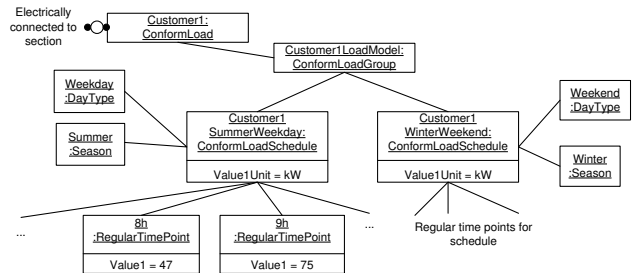 Electrically
connected to
section
Customer1:
ConformLoad
Customer1LoadModel:
ConformLoadGroup
Weekday
:DayType
Summer
:Season
Customer1
SummerWeekday:
ConformLoadSchedule
Value1Unit = kW
Customer1
WinterWeekend:
ConformLoadSchedule
Value1Unit = kW
Weekend
:DayType
Winter
:Season
...
8h
:RegularTimePoint
Value1 = 47
9h
:RegularTimePoint
Value1 = 75
...
Regular time points for
schedule